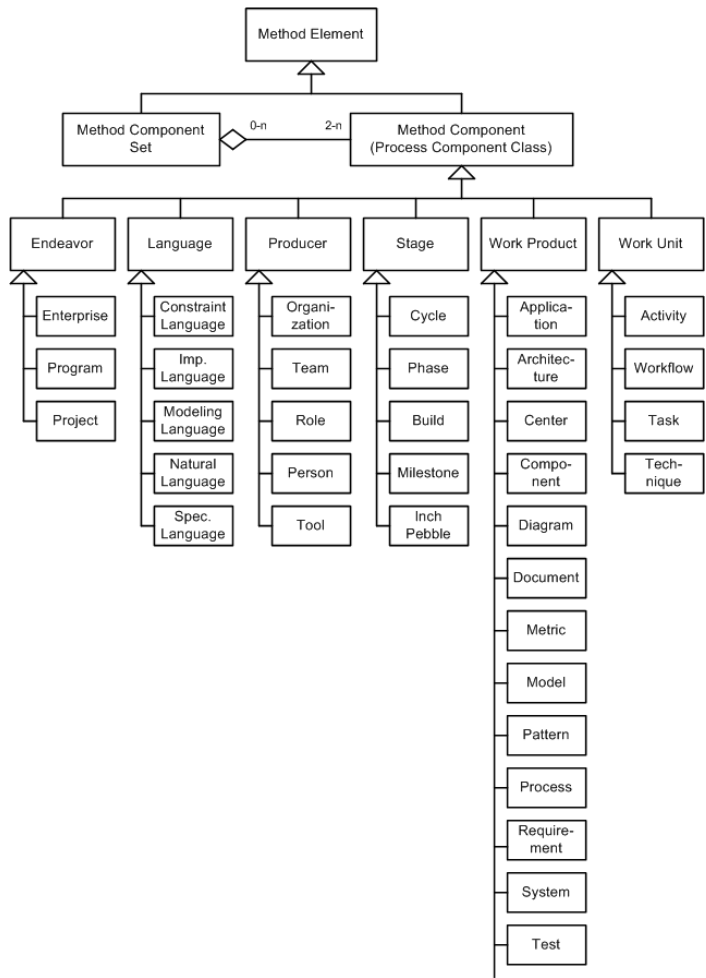 Method Element
Method Component
Set
0-n
2-n
Method Component
(Process Component Class)
Endeavor
Language
Producer
Stage
Work Product
Work Unit
Enterprise
Program
Project
Constraint
Language
Imp.
Language
Modeling
Language
Natural
Language
Spec.
Language
Organi-
zation
Team
Role
Person
Tool
Cycle
Phase
Build
Milestone
Inch
Pebble
Applica-
tion
Architec-
ture
Center
Compo-
nent
Diagram
Document
Metric
Model
Pattern
Process
Require-
ment
System
Test
Activity
Workflow
Task
Tech-
nique